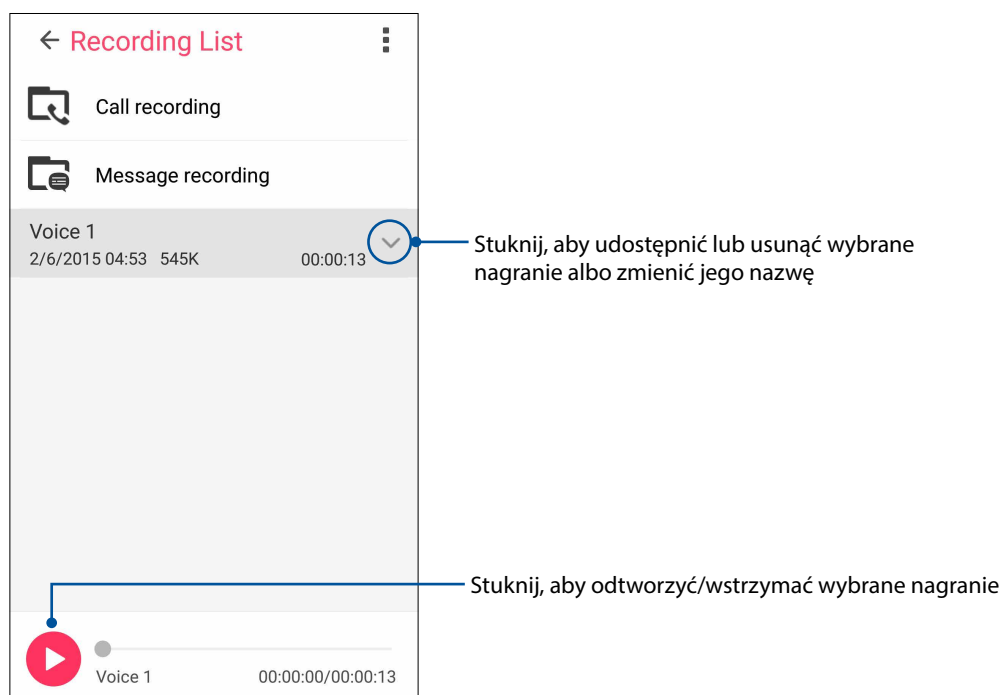 Recording List
Call recording
Message recording
Voice 1
2/6/2015 04:53 545K 00:00:13
Stuknij, aby udostępnić lub usunąć wybrane
nagranie albo zmienić jego nazwę
Stuknij, aby odtworzyć/wstrzymać wybrane nagranie
Voice 1 00:00:00/00:00:13